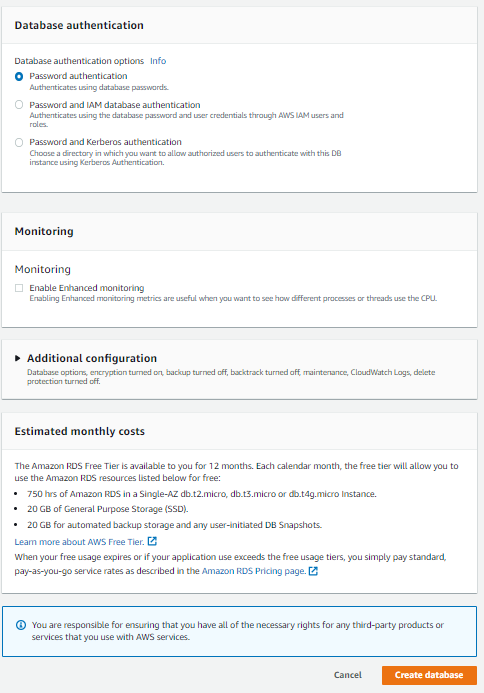 Database authentication
Database authentication options Info
Password authentication
Authenticates using database passwords.
Password and IAM database authentication
Authenticates using the database password and user credentials through AWS IAM users and
roles.
Password and Kerberos authentication
Choose a directory in which you want to allow authorized users to authenticate with this DB
instance using Kerberos Authentication.
Monitoring
Monitoring
Enable Enhanced monitoring
Enabling Enhanced monitoring metrics are useful when you want to see how different processes or threads use the CPU.
Additional configuration
Database options, encryption turned on, backup turned off, backtrack turned off, maintenance, CloudWatch Logs, delete
protection turned off.
Estimated monthly costs
The Amazon RDS Free Tier is available to you for 12 months. Each calendar month, the free tier will allow you to
use the Amazon RDS resources listed below for free:
• 750 hrs of Amazon RDS in a Single-AZ db.t2.micro, db.t3.micro or db.t4g.micro Instance.
• 20 GB of General Purpose Storage (SSD).
• 20 GB for automated backup storage and any user-initiated DB Snapshots.
Learn more about AWS Free Tier.
When your free usage expires or if your application use exceeds the free usage tiers, you simply pay standard,
pay-as-you-go service rates as described in the Amazon RDS Pricing page.
You are responsible for ensuring that you have all of the necessary rights for any third-party products or
services that you use with AWS services.
Cancel Create database